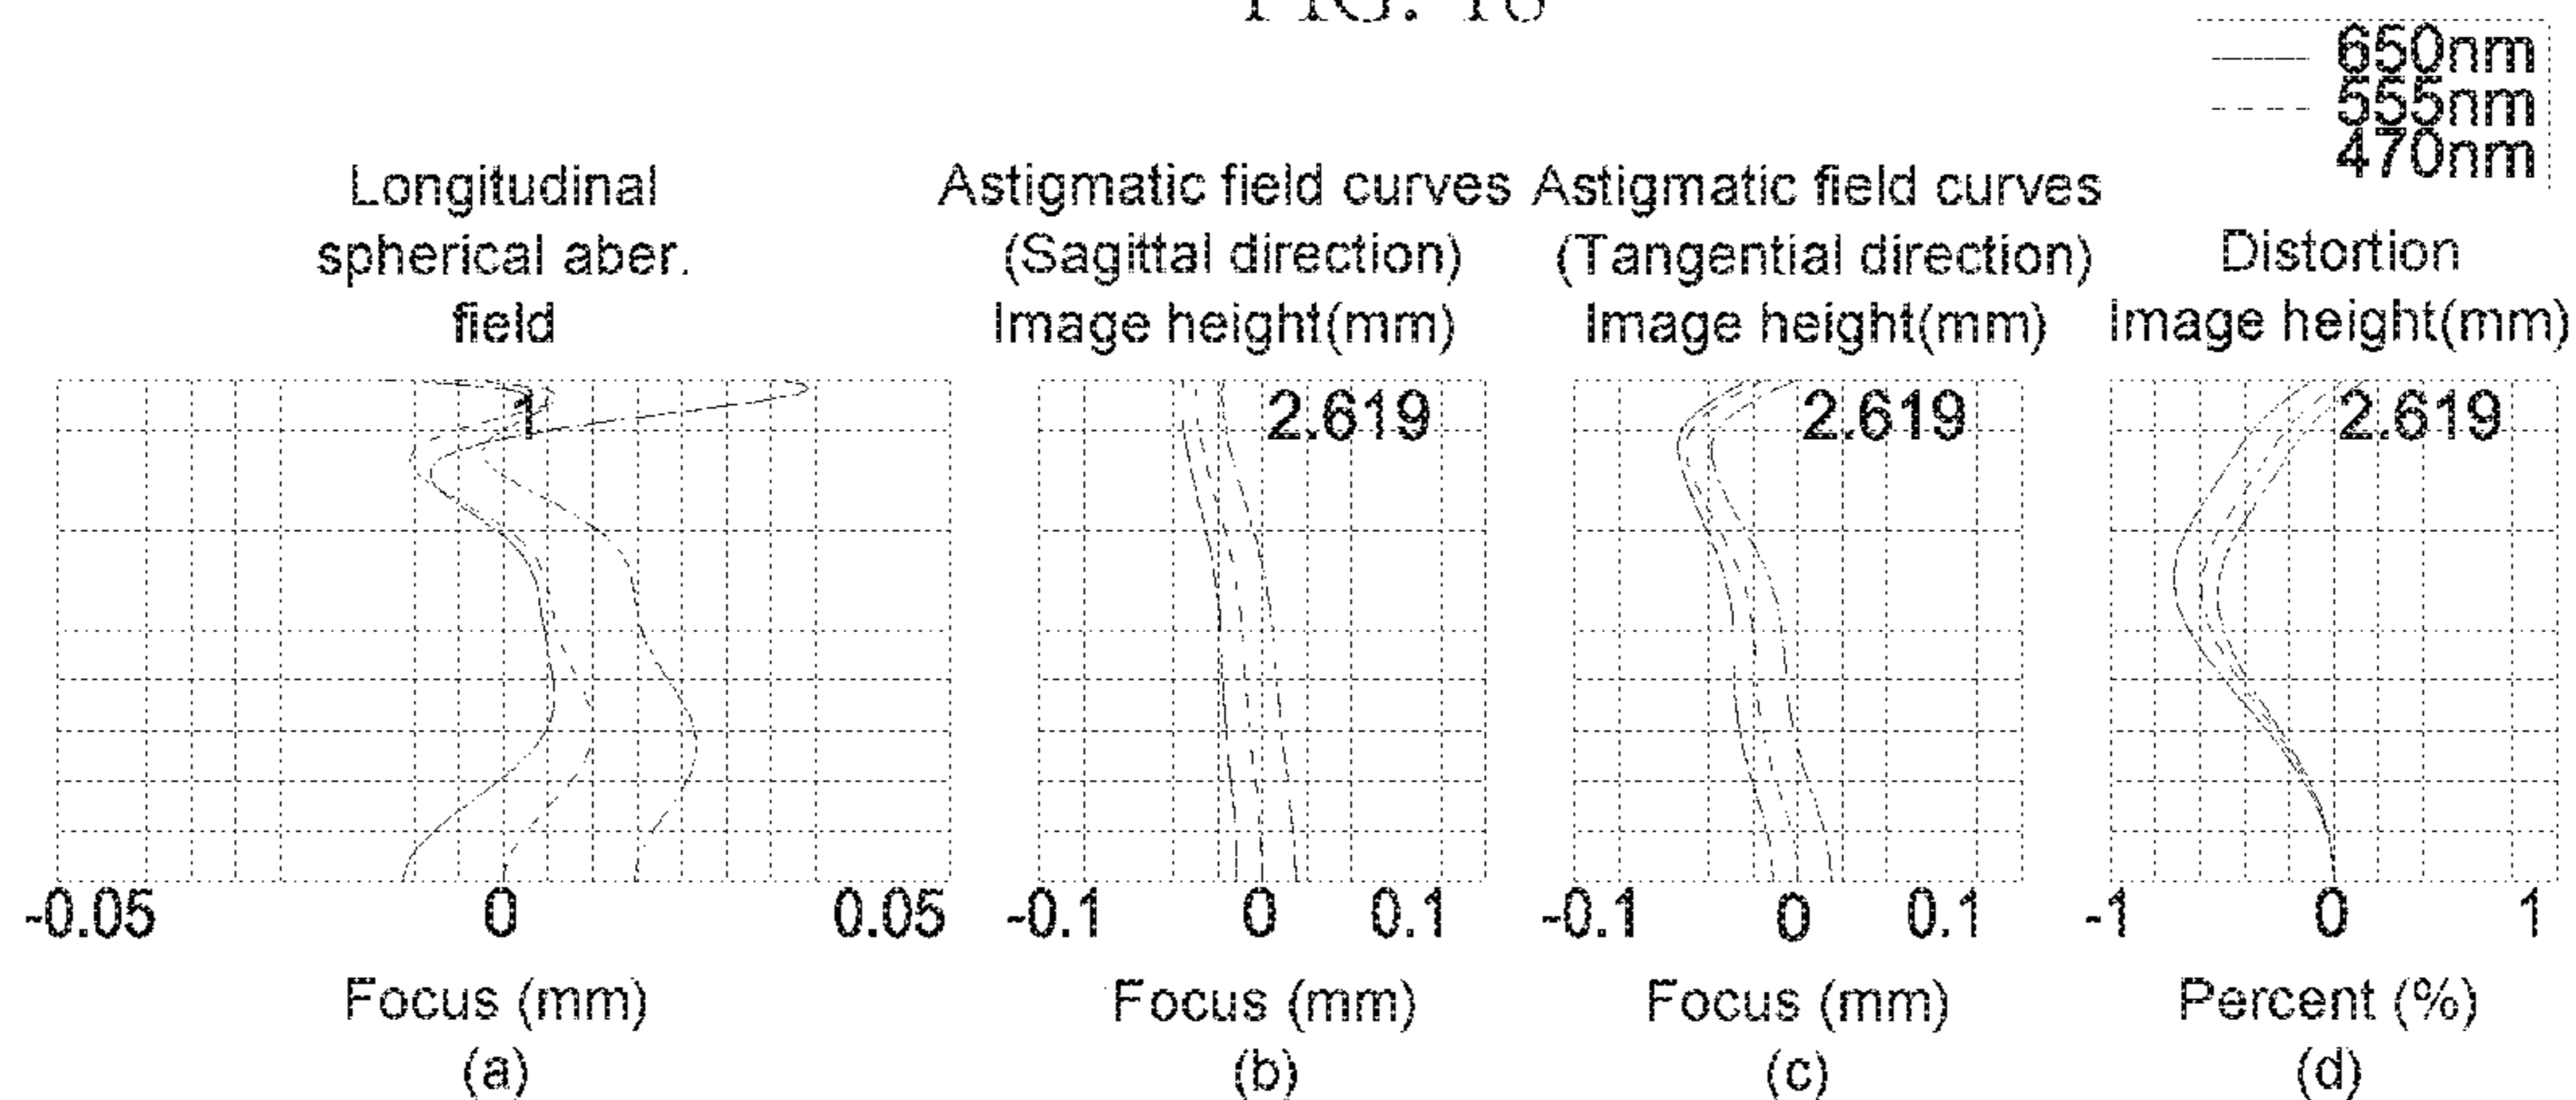 FIG. 18
650nm
555nm
470nm
Longitudinal
spherical aber.
field
Astigmatic field curves
(Sagittal direction)
Image height(mm)
Astigmatic field curves
(Tangential direction)
Image height(mm)
Distortion
Image height(mm)
1
2.619
2.619
2.619
-0.05 0 0.05
-0.1 0 0.1
-0.1 0 0.1
-1 0 1
Focus (mm)
Focus (mm)
Focus (mm)
Percent (%)
(a)
(b)
(c)
(d)